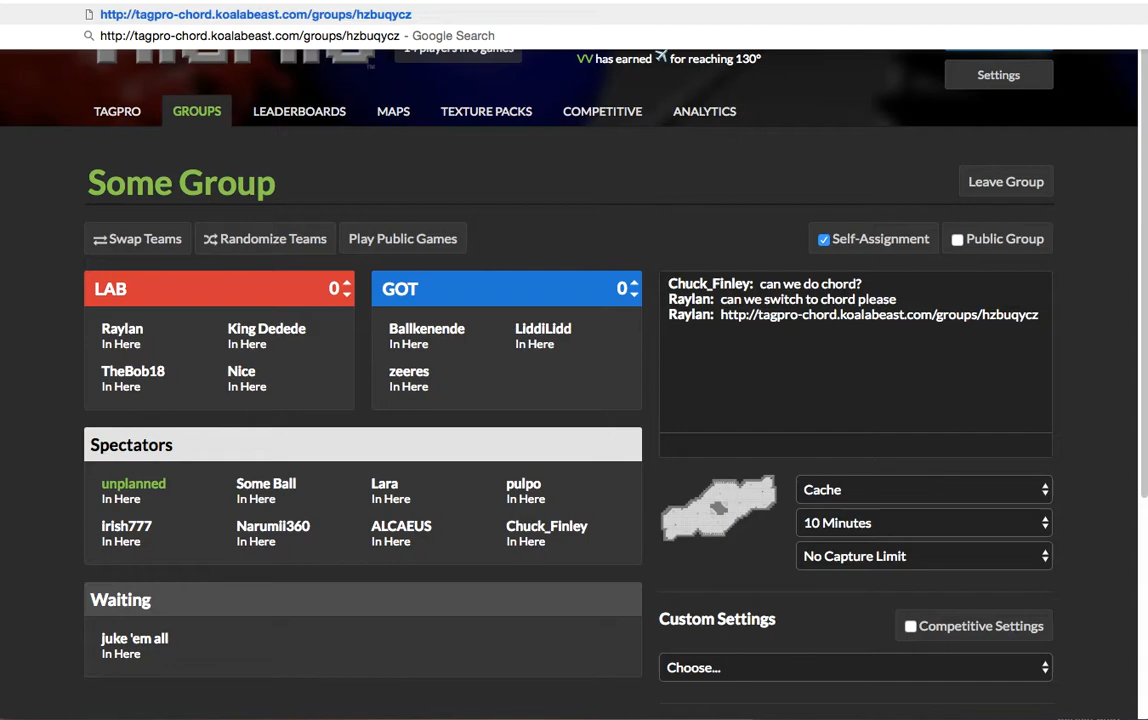 http://tagpro-chord.koalabeast.com/groups/hzbuqycz
http://tagpro-chord.koalabeast.com/groups/hzbuqycz - Google Search
VV has earned for reaching 130°
Settings
TAGPRO GROUPS LEADERBOARDS MAPS TEXTURE PACKS COMPETITIVE ANALYTICS
Some Group
Leave Group
Swap Teams Randomize Teams Play Public Games
Self-Assignment Public Group
LAB 0
Raylan King Dedede
In Here In Here
TheBob18 Nice
In Here In Here
GOT 0
Ballkenende LiddiLidd
In Here In Here
zeeres
In Here
Chuck_Finley: can we do chord?
Raylan: can we switch to chord please
Raylan: http://tagpro-chord.koalabeast.com/groups/hzbuqycz
Spectators
unplanned Some Ball Lara pulpo
In Here In Here In Here In Here
irish777 Narumii360 ALCAEUS Chuck_Finley
In Here In Here In Here In Here
Waiting
juke 'em all
In Here
Cache
10 Minutes
No Capture Limit
Custom Settings
Competitive Settings
Choose...